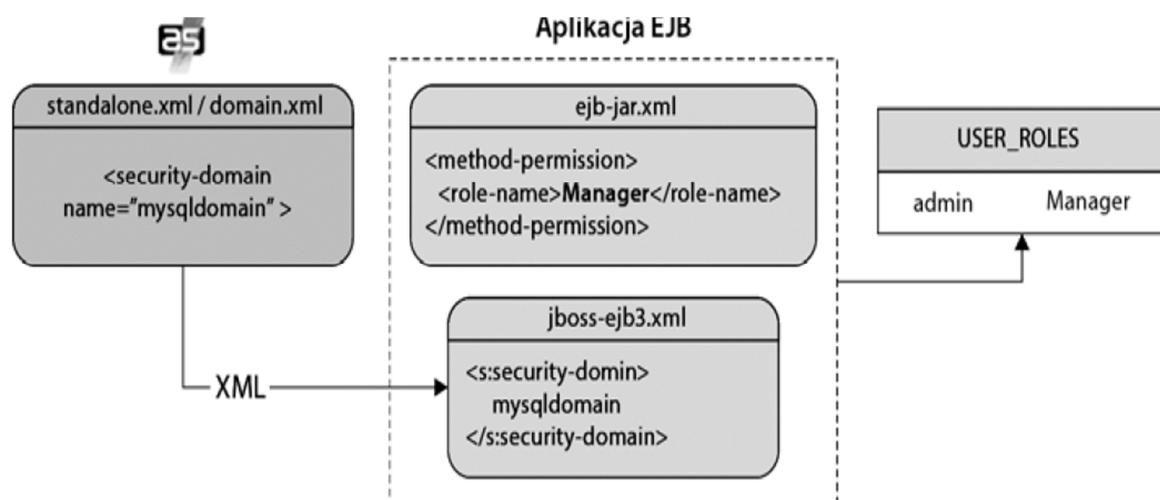 as
Aplikacja EJB
standalone.xml / domain.xml
<security-domain
name="mysqldomain" >
ejb-jar.xml
<method-permission>
<role-name>Manager</role-name>
</method-permission>
USER_ROLES
admin Manager
jboss-ejb3.xml
<s:security-domin>
mysqldomain
</s:security-domain>
XML